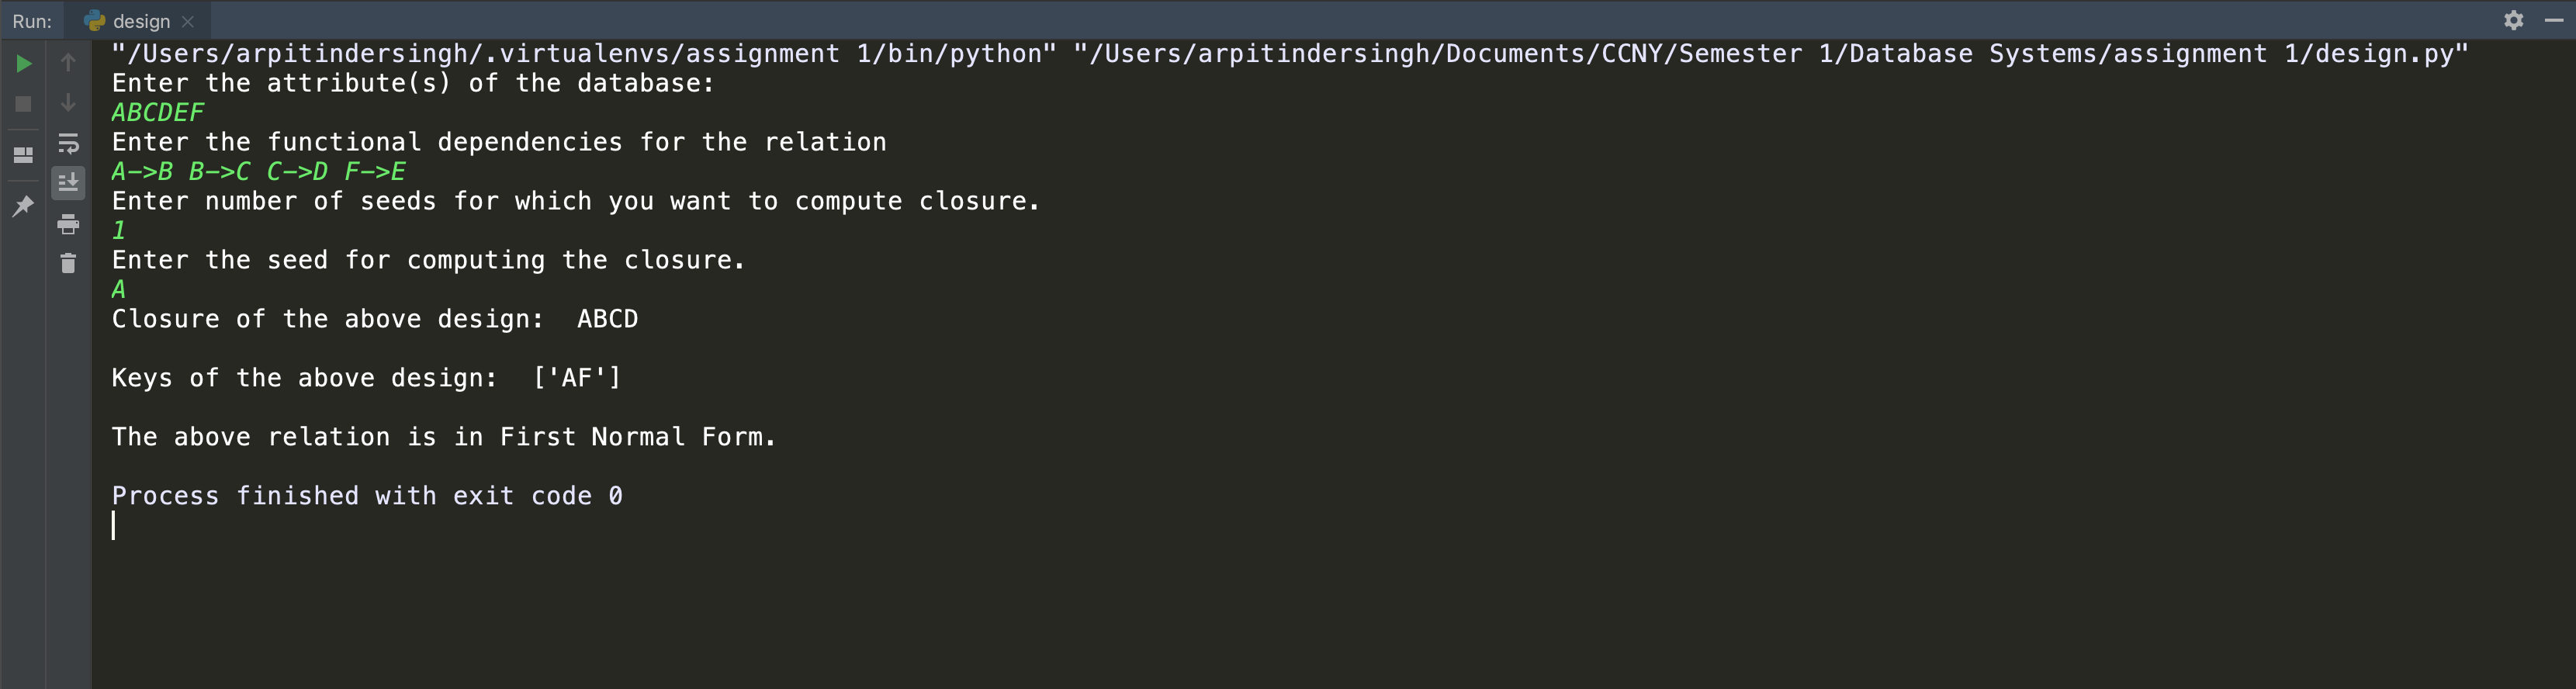 Run: design
"/Users/arpitindersingh/.virtualenvs/assignment 1/bin/python" "/Users/arpitindersingh/Documents/CCNY/Semester 1/Database Systems/assignment 1/design.py"
Enter the attribute(s) of the database:
ABCDEF
Enter the functional dependencies for the relation
A->B B->C C->D F->E
Enter number of seeds for which you want to compute closure.
1
Enter the seed for computing the closure.
A
Closure of the above design:  ABCD
Keys of the above design:  ['AF']
The above relation is in First Normal Form.
Process finished with exit code 0